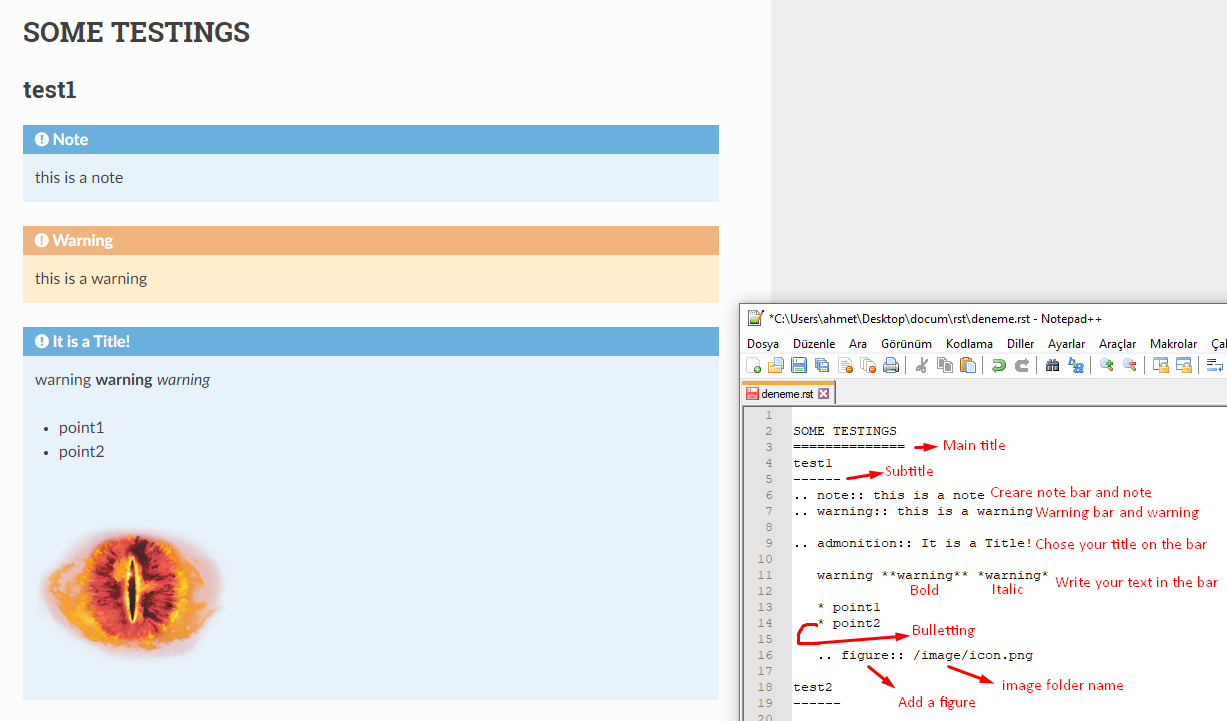 SOME TESTINGS
test1
Note
this is a note
Warning
this is a warning
It is a Title!
warning warning warning
• point1
• point2
*C:\Users\ahmet\Desktop\docum\rst\deneme.rst - Notepad++
Dosya Düzenle Ara Görünüm Kodlama Diller Ayarlar Araçlar Makrolar Çal
deneme.rst
1
2 SOME TESTINGS
3 ============== Main title
4 test1
5 ------ Subtitle
6 .. note:: this is a note Creare note bar and note
7 .. warning:: this is a warning Warning bar and warning
8
9 .. admonition:: It is a Title! Chose your title on the bar
10
11 warning **warning** *warning* Write your text in the bar
12 Bold Italic
13 * point1
14 * point2
15 Bulletting
16 .. figure:: /image/icon.png
17
18 test2 image folder name
19 ------ Add a figure
20